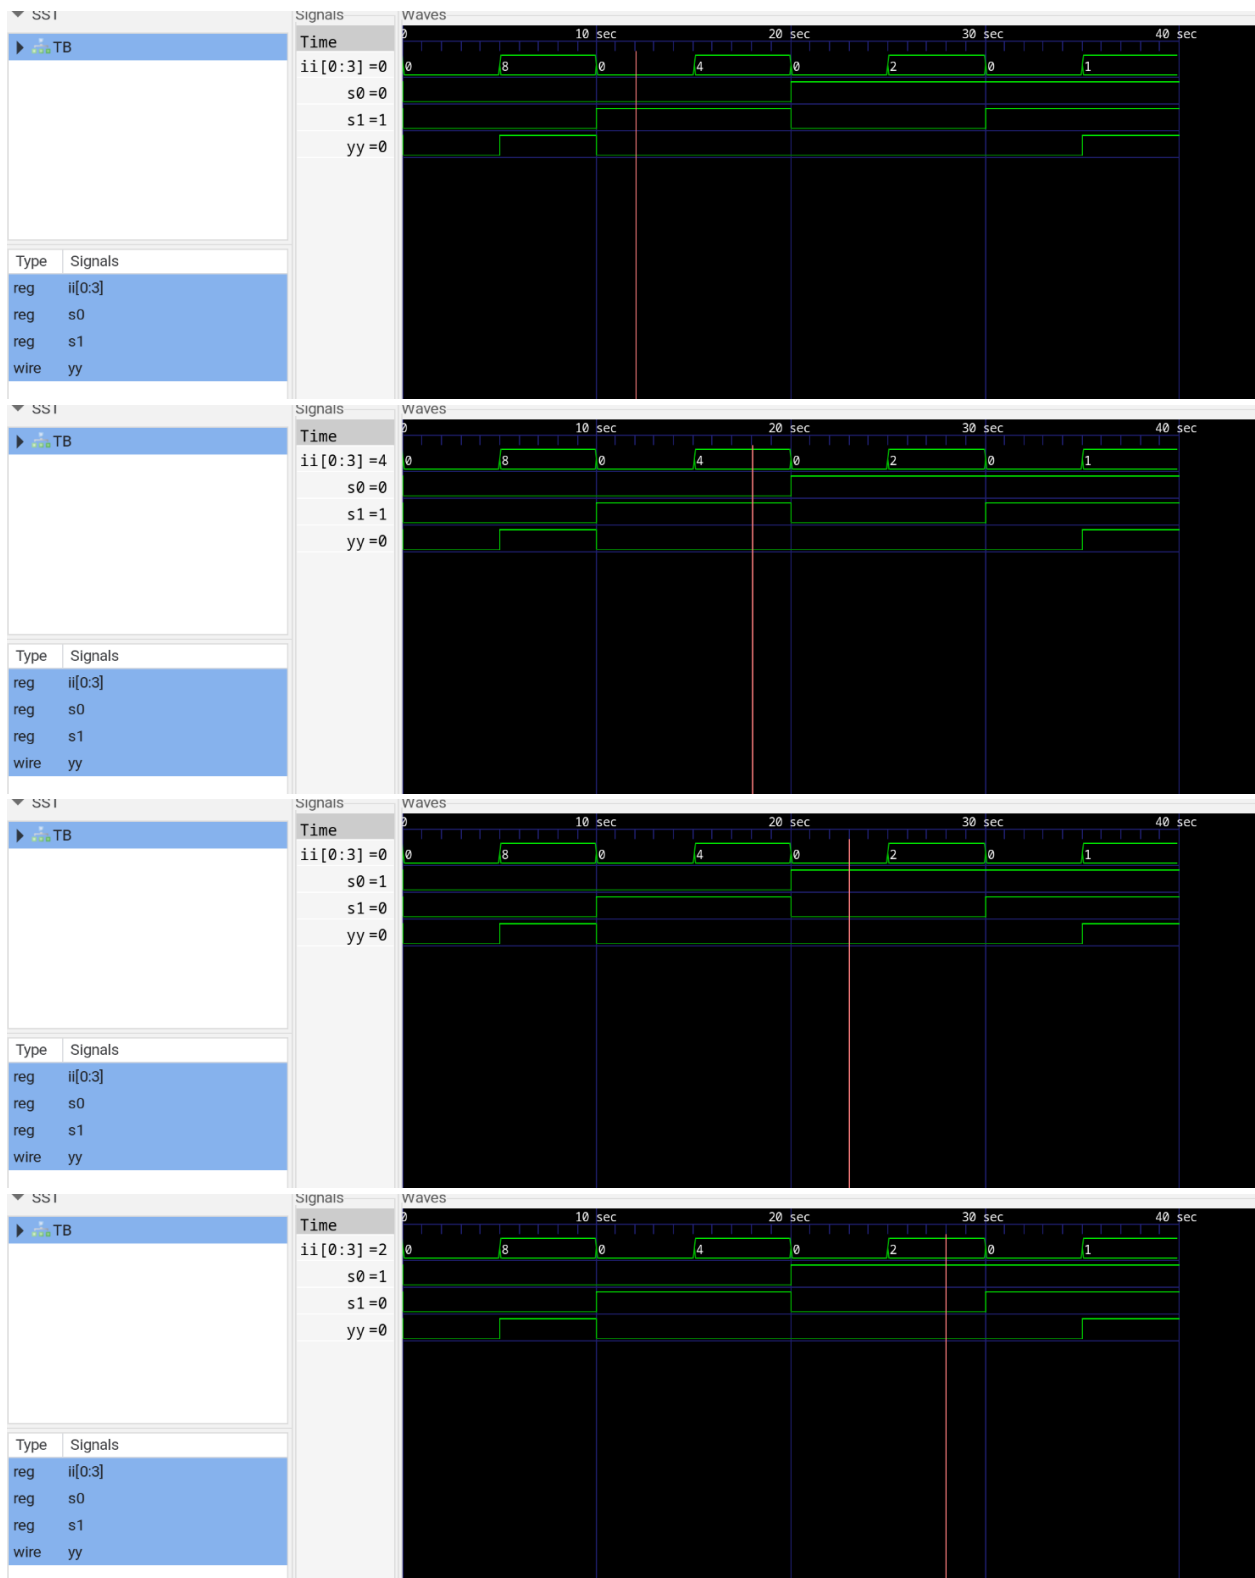 SST Signals Waves
TB
Time
0 10 sec 20 sec 30 sec 40 sec
ii[0:3]=0 0 8 0 4 0 2 0 1
s0=0
s1=1
yy=0
Type Signals
reg ii[0:3]
reg s0
reg s1
wire yy
SST Signals Waves
TB
Time
0 10 sec 20 sec 30 sec 40 sec
ii[0:3]=4 0 8 0 4 0 2 0 1
s0=0
s1=1
yy=0
Type Signals
reg ii[0:3]
reg s0
reg s1
wire yy
SST Signals Waves
TB
Time
0 10 sec 20 sec 30 sec 40 sec
ii[0:3]=0 0 8 0 4 0 2 0 1
s0=1
s1=0
yy=0
Type Signals
reg ii[0:3]
reg s0
reg s1
wire yy
SST Signals Waves
TB
Time
0 10 sec 20 sec 30 sec 40 sec
ii[0:3]=2 0 8 0 4 0 2 0 1
s0=1
s1=0
yy=0
Type Signals
reg ii[0:3]
reg s0
reg s1
wire yy